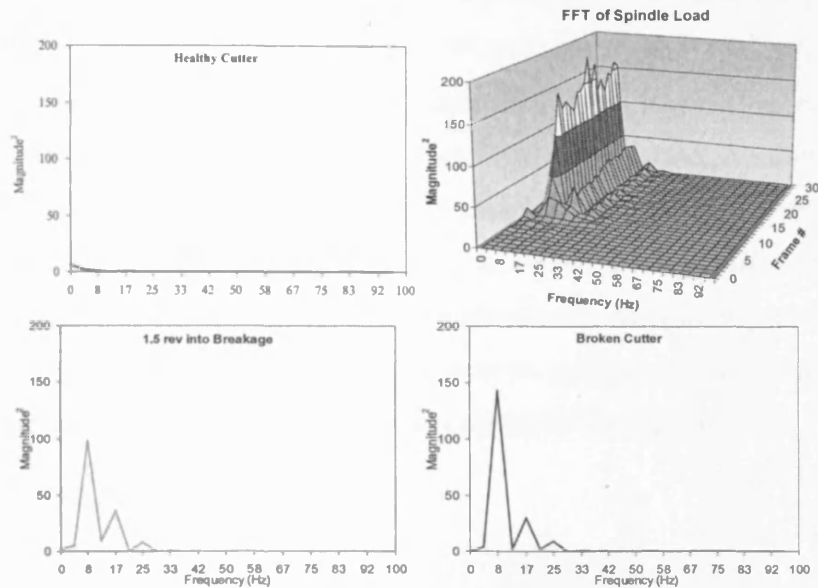 Healthy Cutter
Magnitude²
200
150
100
50
0
0 8 17 25 33 42 50 58 67 75 83 92 100
FFT of Spindle Load
Magnitude²
200
150
100
50
0
0 8 17 25 33 42 50 58 67 75 83 92
Frequency (Hz)
0 5 10 15 20 25 30
Frame #
1.5 rev into Breakage
Magnitude²
200
150
100
50
0
0 8 17 25 33 42 50 58 67 75 83 92 100
Frequency (Hz)
Broken Cutter
Magnitude²
200
150
100
50
0
0 8 17 25 33 42 50 58 67 75 83 92 100
Frequency (Hz)